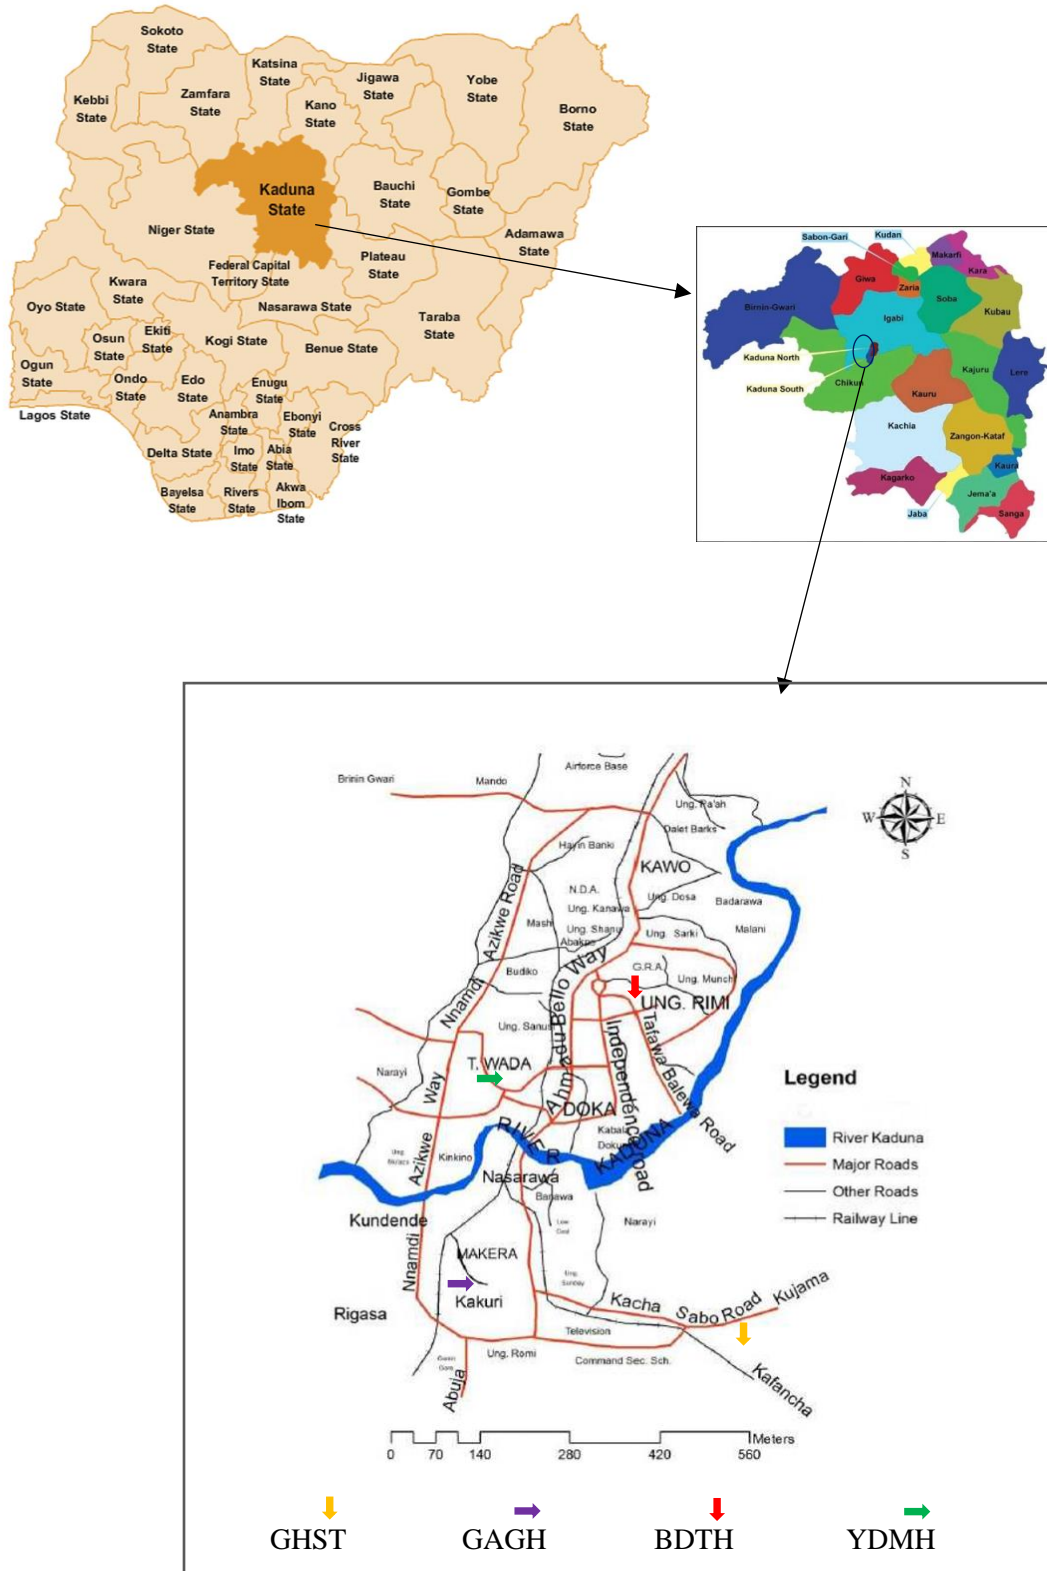 Sokoto
State
Kebbi
State
Zamfara
State
Katsina
State
Jigawa
State
Kano
State
Yobe
State
Borno
State
Kaduna
State
Bauchi
State
Gombe
State
Adamawa
State
Niger State
Plateau
State
Federal Capital
Territory State
Kwara
State
Nasarawa State
Oyo State
Taraba
State
Osun
State
Ekiti
State
Kogi State
Benue State
Ogun
State
Ondo
State
Edo
State
Enugu
State
Lagos State
Anambra
State
Ebonyi
State
Cross
River
State
Delta State
Imo
State
Abia
State
Bayelsa
State
Rivers
State
Akwa
Ibom
State
Sabon-Gari
Kudan
Makarfi
Kara
Giwa
Zaria
Soba
Birnin-Gwari
Igabi
Kubau
Kaduna North
Kaduna South
Chikun
Kajuru
Lere
Kauru
Kachia
Zangon-Kataf
Kaura
Kagarko
Jema'a
Jaba
Sanga
Airforce Base
Brinin Gwari
Mando
Ung. Pa'ah
Dalet Barks
Hayin Banki
KAWO
N
W
E
S
N.D.A.
Ung. Kanawa
Ung. Dosa
Badarawa
Mash
Ung. Shanu
Abakpa
Ung. Sarki
Malani
Nnamdi Azikwe Road
Budiko
G.R.A.
Ung. Munchi
UNG. RIMI
Ahmadu Bello Way
Ung. Sanusi
Independence Road
Tafawa Balewa Road
T. WADA
Narayi
DOKA
Kabala
RIVER KADUNA
Kinkino
Nasarawa
Banawa
Nnamdi Azikwe Way
Kundende
Narayi
MAKERA
Ung.
Sunday
Kakuri
Rigasa
Kacha
Sabo Road
Kujama
Television
Ung. Romi
Command Sec. Sch.
Abuja
Kafancha
Legend
River Kaduna
Major Roads
Other Roads
Railway Line
Meters
0 70 140 280 420 560
GHST GAGH BDTH YDMH